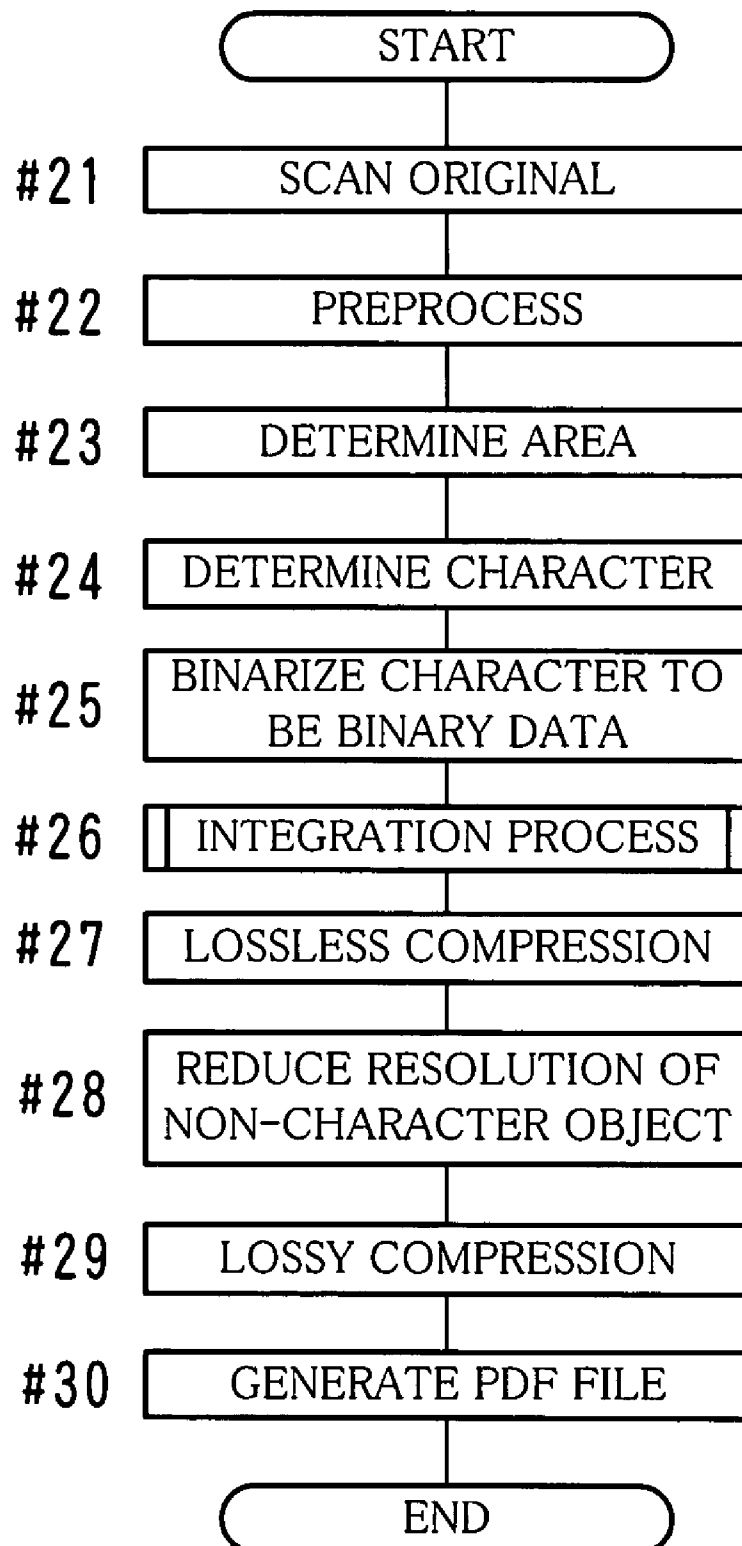 START
#21 SCAN ORIGINAL
#22 PREPROCESS
#23 DETERMINE AREA
#24 DETERMINE CHARACTER
#25 BINARIZE CHARACTER TO
BE BINARY DATA
#26 INTEGRATION PROCESS
#27 LOSSLESS COMPRESSION
#28 REDUCE RESOLUTION OF
NON-CHARACTER OBJECT
#29 LOSSY COMPRESSION
#30 GENERATE PDF FILE
END